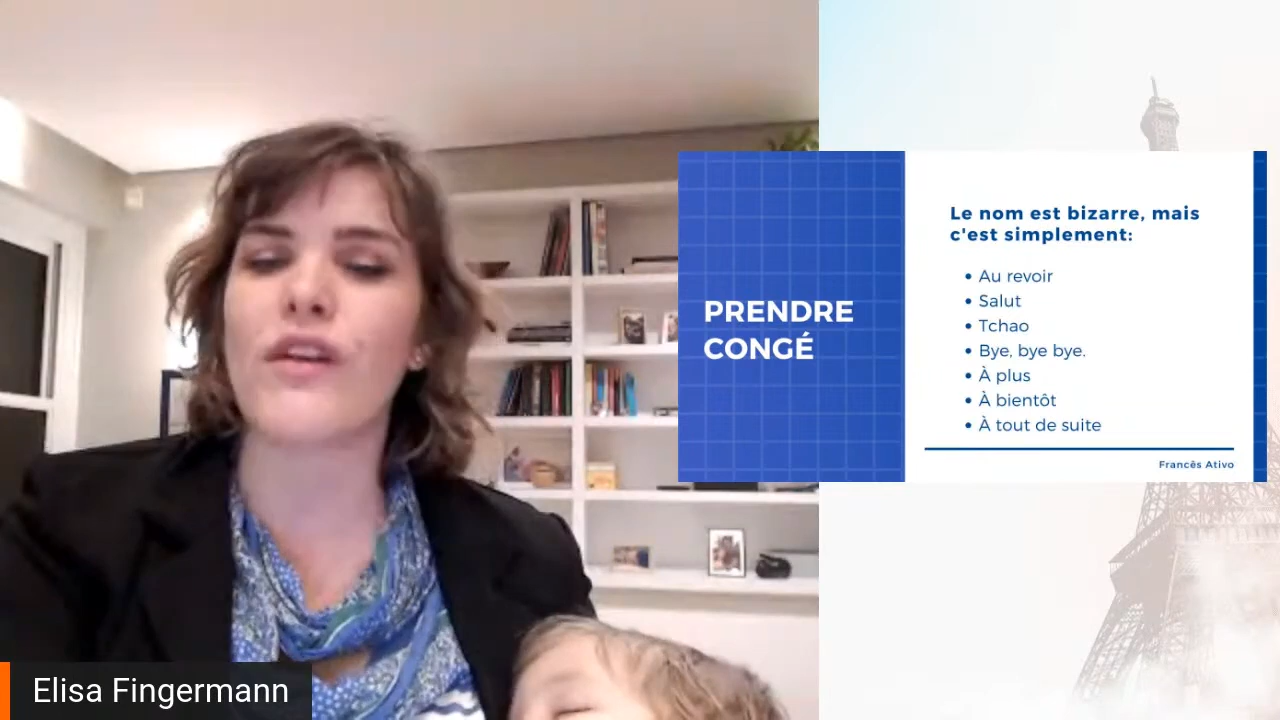 PRENDRE
CONGÉ
Le nom est bizarre, mais
c'est simplement:
• Au revoir
• Salut
• Tchao
• Bye, bye bye.
• À plus
• À bientôt
• À tout de suite
Francês Ativo
Elisa Fingermann